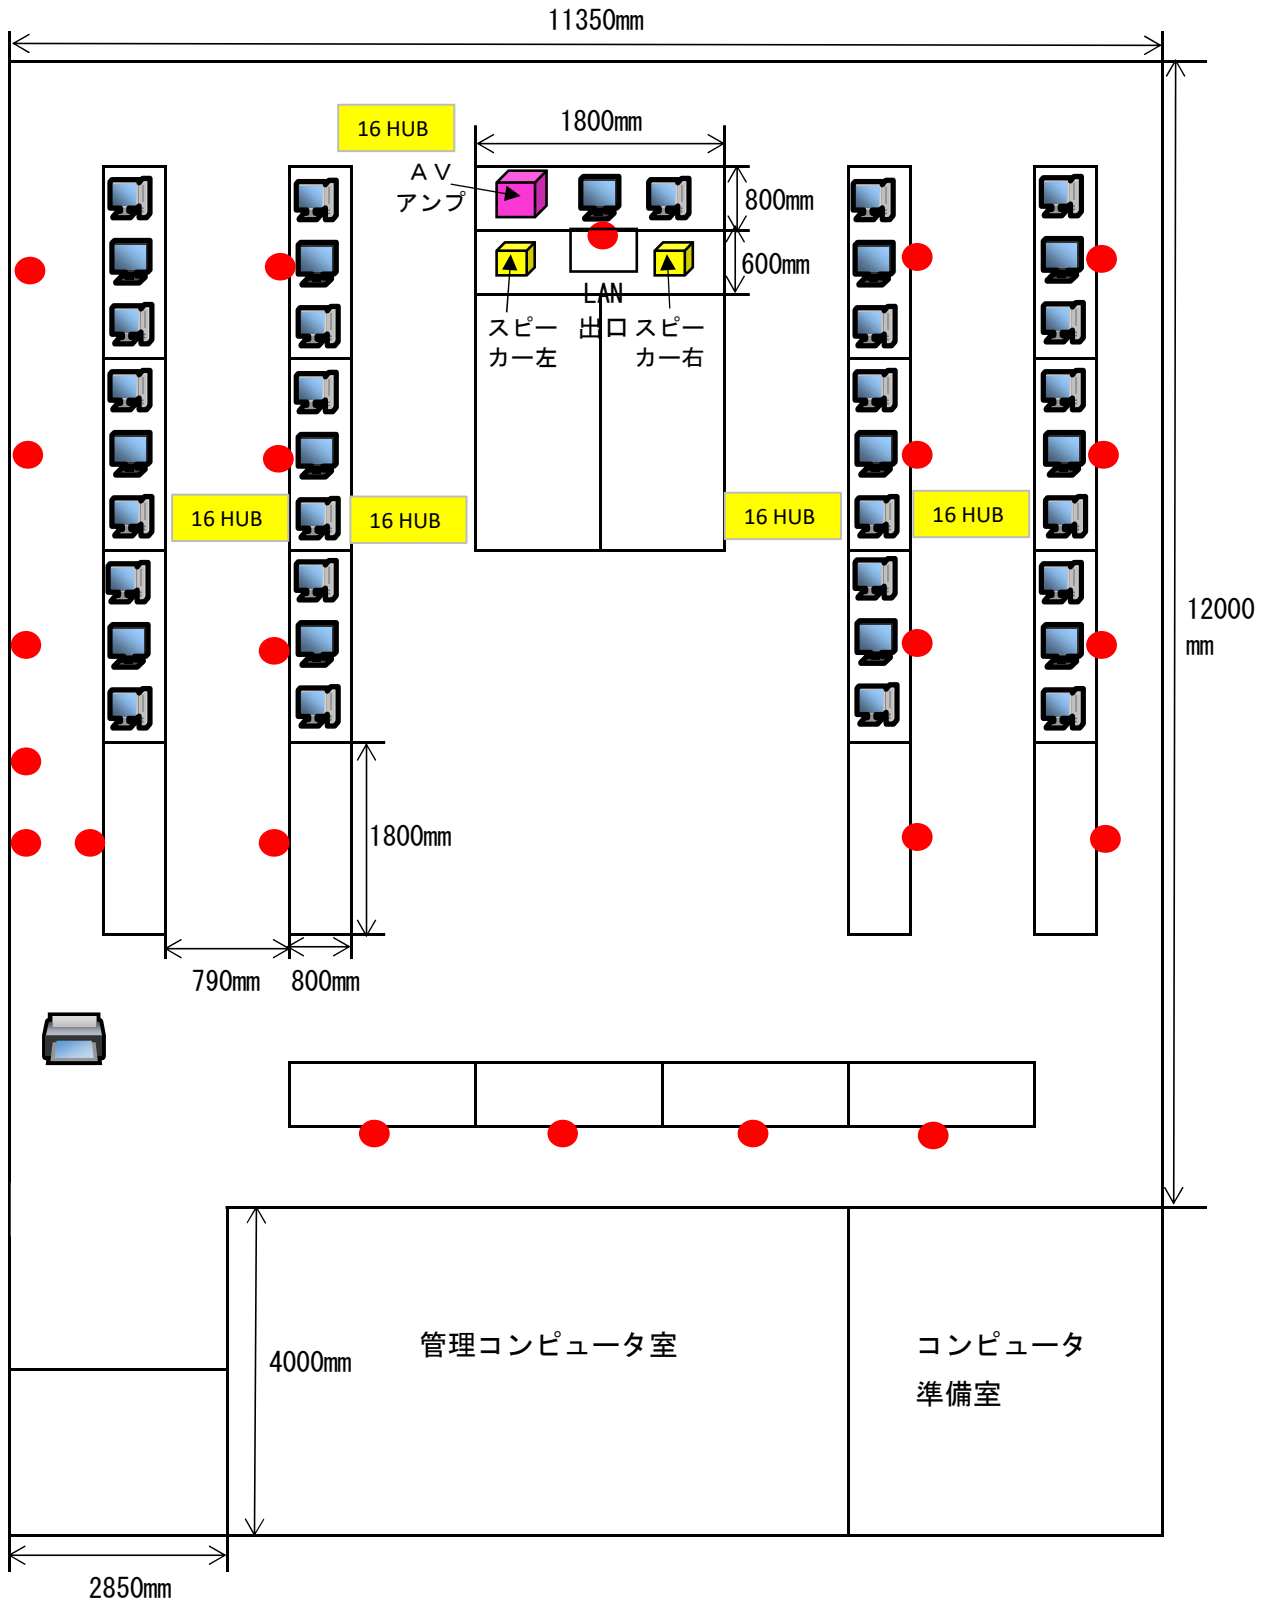 11350mm
16 HUB
1800mm
ＡＶ
アンプ
800mm
600mm
LAN
出口
スピー
カー左
スピー
カー右
16 HUB
16 HUB
16 HUB
16 HUB
12000
mm
1800mm
790mm
800mm
4000mm
管理コンピュータ室
コンピュータ
準備室
2850mm